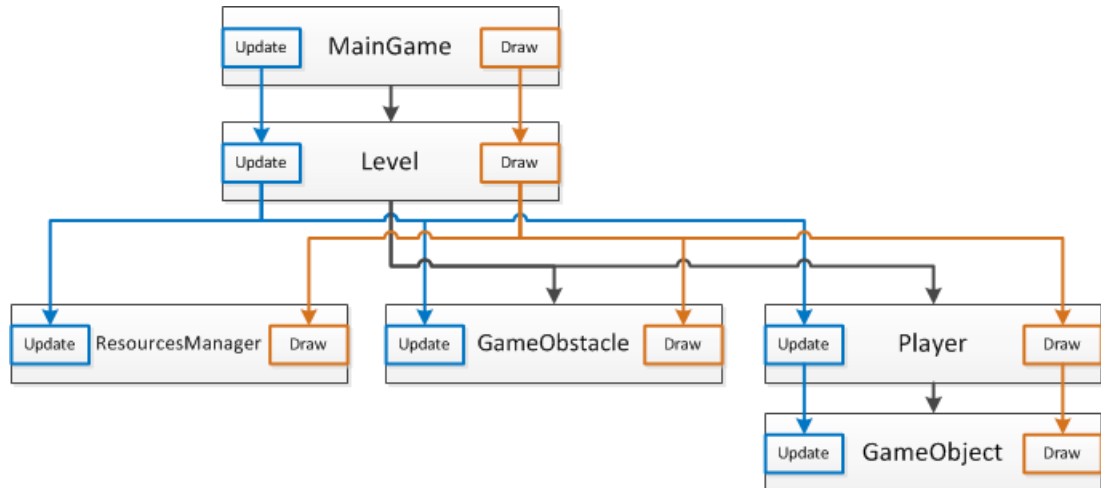 Update MainGame Draw
Update Level Draw
Update ResourcesManager Draw Update GameObstacle Draw Update Player Draw
Update GameObject Draw